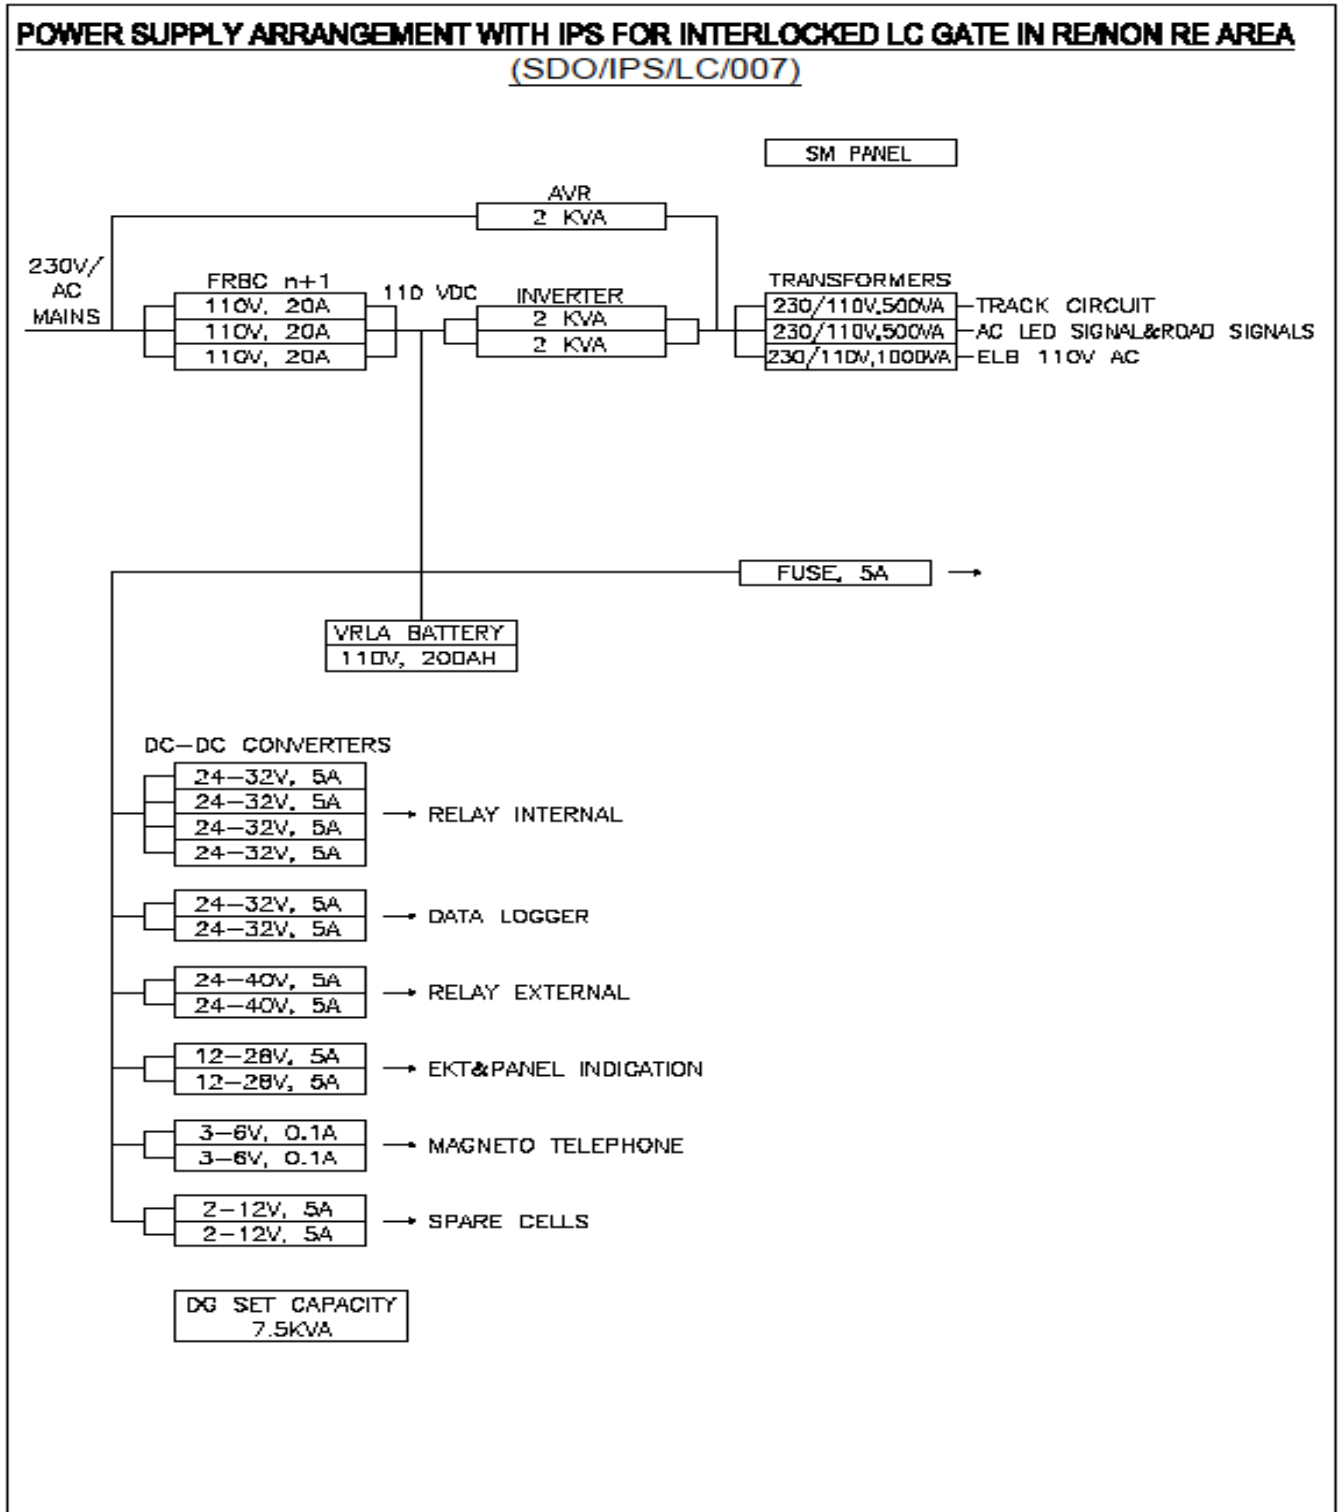 POWER SUPPLY ARRANGEMENT WITH IPS FOR INTERLOCKED LC GATE IN RE/NON RE AREA
(SDO/IPS/LC/007)
SM PANEL
AVR
2 KVA
230V/
AC
MAINS
FRBC n+1
110V, 20A
110V, 20A
110V, 20A
110 VDC
INVERTER
2 KVA
2 KVA
TRANSFORMERS
230/110V,500VA
TRACK CIRCUIT
230/110V,500VA
AC LED SIGNAL&ROAD SIGNALS
230/110V,1000VA
ELB 110V AC
FUSE, 5A
VRLA BATTERY
110V, 200AH
DC-DC CONVERTERS
24-32V, 5A
24-32V, 5A
24-32V, 5A
24-32V, 5A
RELAY INTERNAL
24-32V, 5A
24-32V, 5A
DATA LOGGER
24-40V, 5A
24-40V, 5A
RELAY EXTERNAL
12-28V, 5A
12-28V, 5A
EKT&PANEL INDICATION
3-6V, 0.1A
3-6V, 0.1A
MAGNETO TELEPHONE
2-12V, 5A
2-12V, 5A
SPARE CELLS
DG SET CAPACITY
7.5KVA